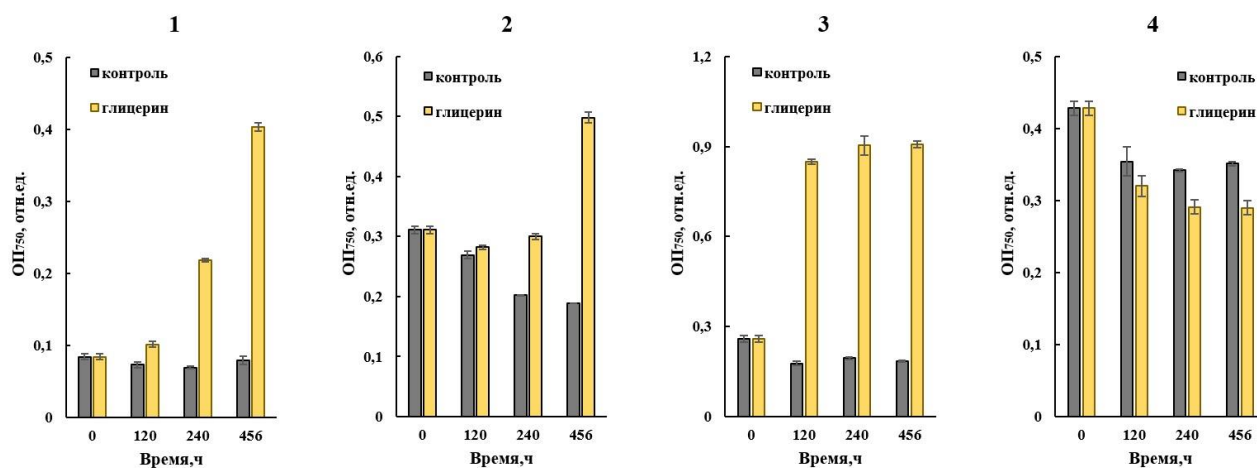 1
0,5
0,4
0,3
0,2
0,1
0
контроль
глицерин
ОП750, отн.ед.
0 120 240 456
Время,ч
2
0,6
0,5
0,4
0,3
0,2
0,1
0
контроль
глицерин
ОП750, отн.ед.
0 120 240 456
Время,ч
3
1,2
0,9
0,6
0,3
0
контроль
глицерин
ОП750, отн.ед.
0 120 240 456
Время,ч
4
0,5
0,4
0,3
0,2
0,1
0
контроль
глицерин
ОП750, отн.ед.
0 120 240 456
Время,ч